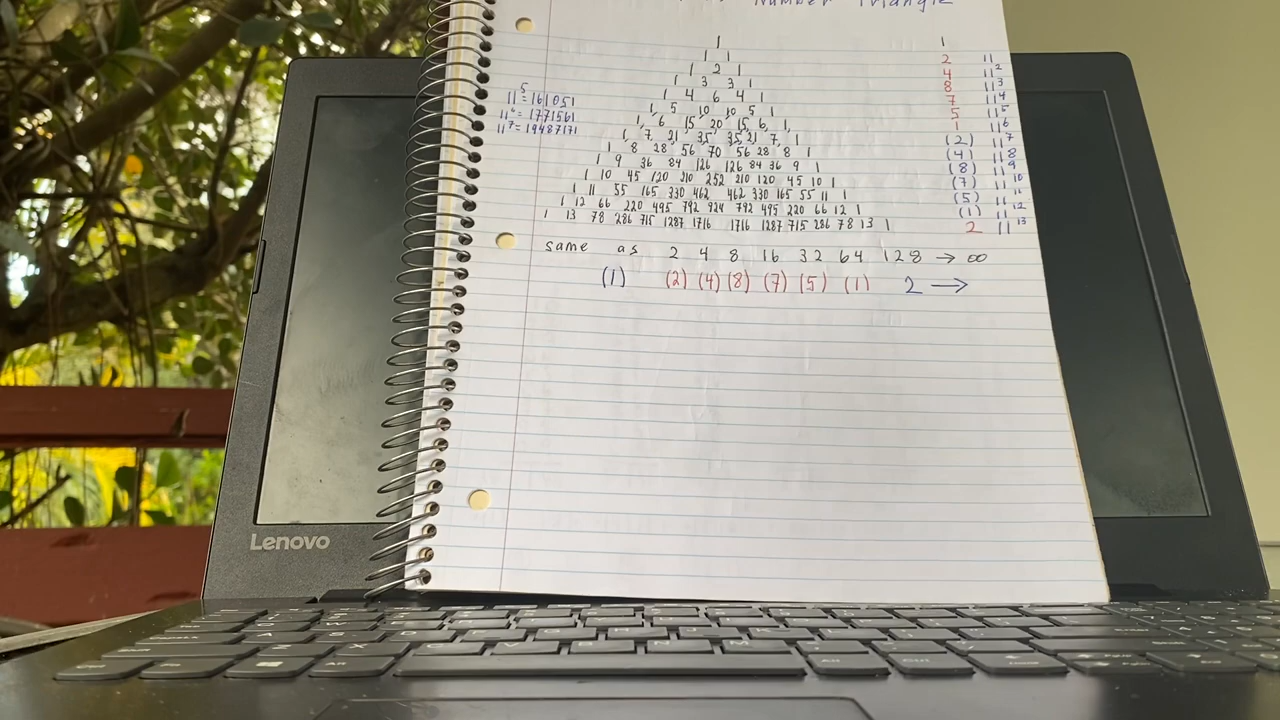 Number Triangle
1 1
1 1 2 11
1 2 1 4 11²
1 3 3 1 8 11³
1 4 6 4 1 7 11⁴
11⁵ = 161051 1, 5 10 10 5 1 5 11⁵
11⁶ = 1771561 1, 6 15 20 15, 6, 1, 1 11⁶
11⁷ = 19487171 1, 7 21, 35, 35, 21 7, 1 (2) 11⁷
1 8 28 56 70 56 28 8 1 (4) 11⁸
1 9 36 84 126 126 84 36 9 1 (8) 11⁹
1 10 45 120 210 252 210 120 45 10 1 (7) 11¹⁰
1 11 55 165 330 462 462 330 165 55 11 1 (5) 11¹¹
1 12 66 220 495 792 924 792 495 220 66 12 1 (1) 11¹²
1 13 78 286 715 1287 1716 1716 1287 715 286 78 13 1 2 11¹³
same as 2 4 8 16 32 64 128 → ∞
(1) (2) (4) (8) (7) (5) (1) 2 →
Lenovo